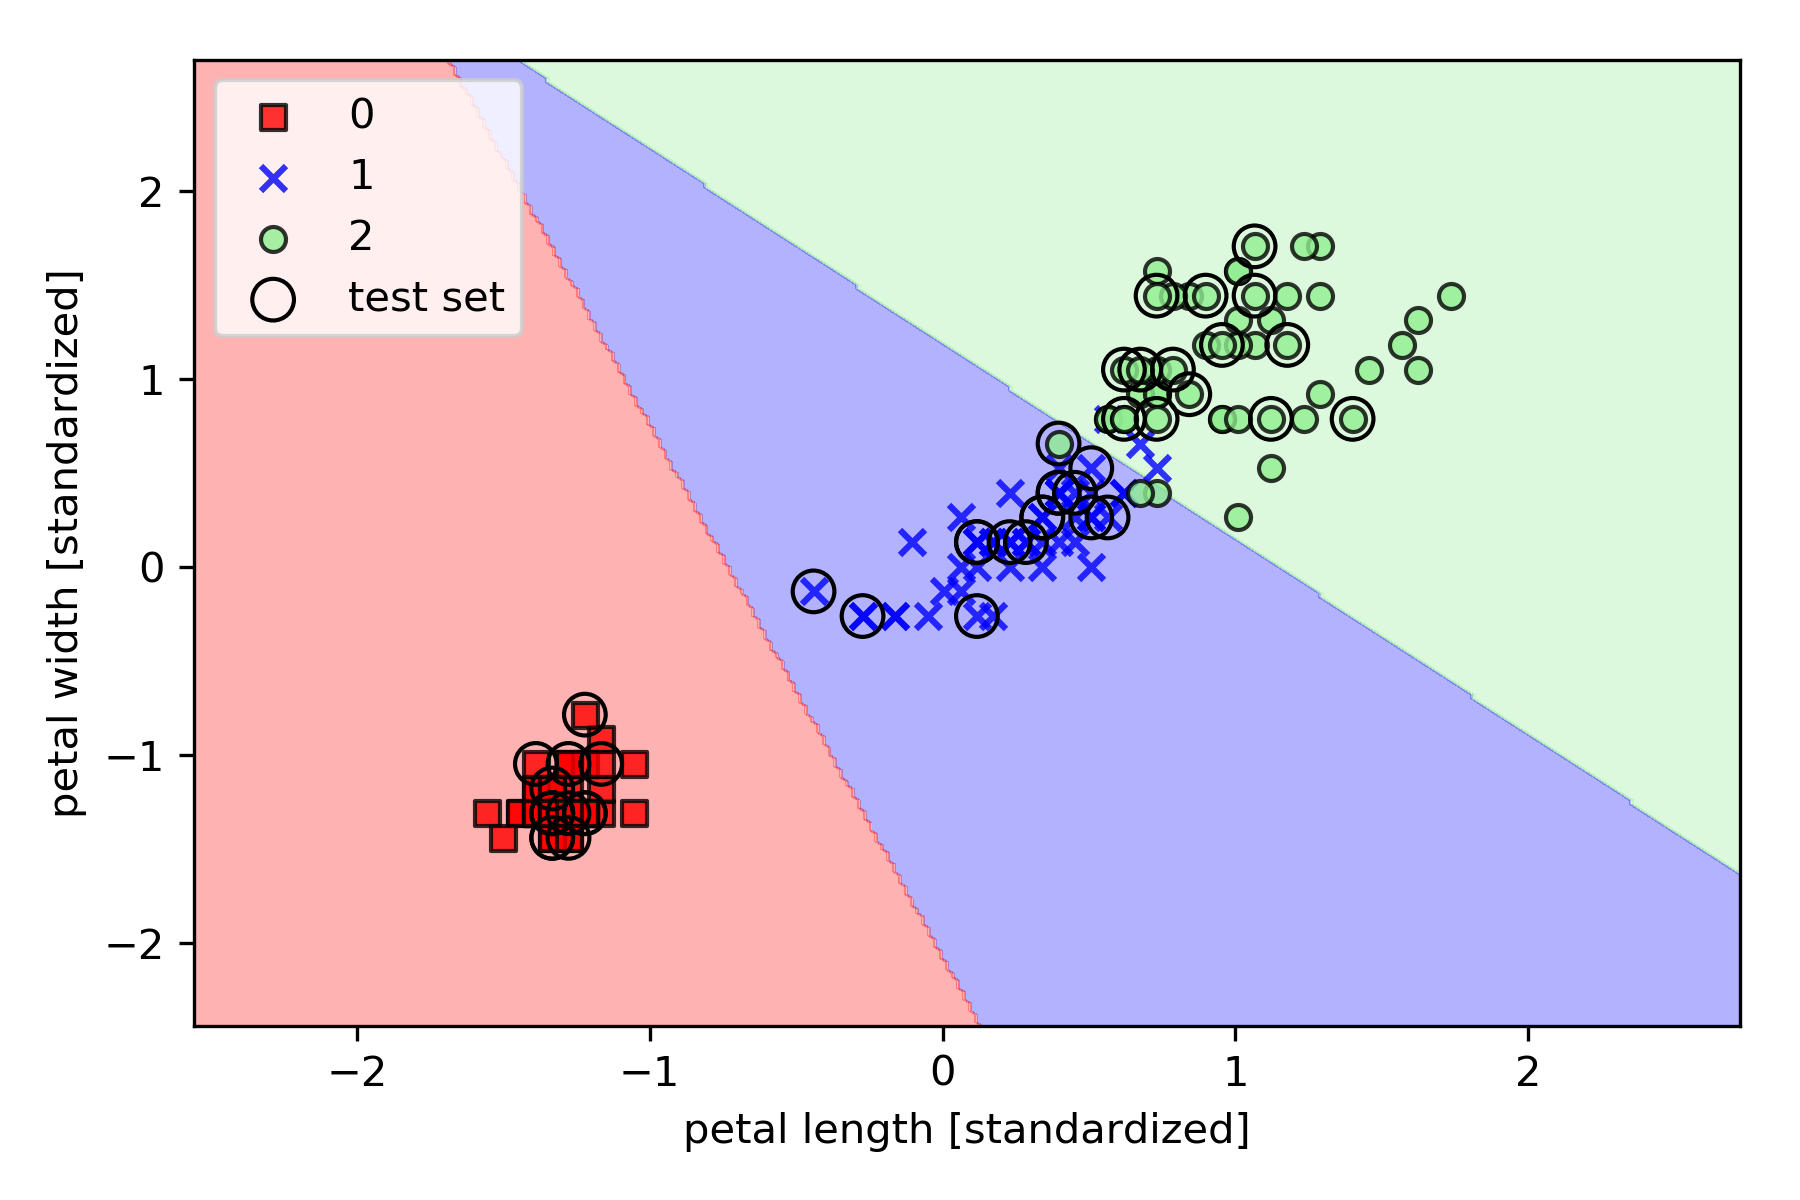 0
1
2
test set
2
1
0
−1
−2
petal width [standardized]
−2 −1 0 1 2
petal length [standardized]